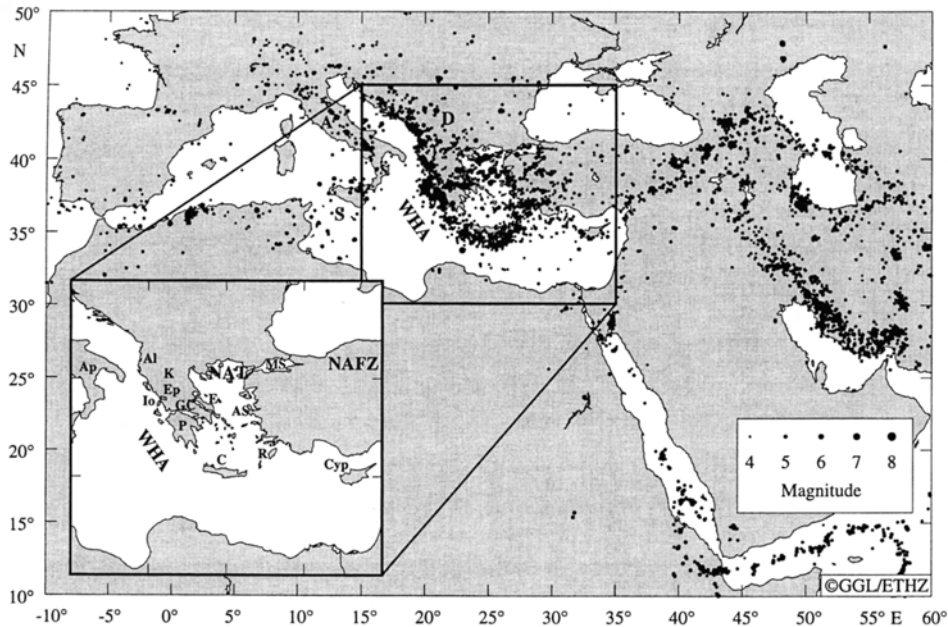 50°
N
45°
40°
35°
30°
25°
20°
15°
10°
A
D
S
WHA
Ap
Al
K
NAT
MS
NAFZ
Ep
Io
GC
E
AS
P
WHA
C
R
Cyp
4 5 6 7 8
Magnitude
©GGL/ETHZ
-10° -5° 0° 5° 10° 15° 20° 25° 30° 35° 40° 45° 50° 55° E 60°